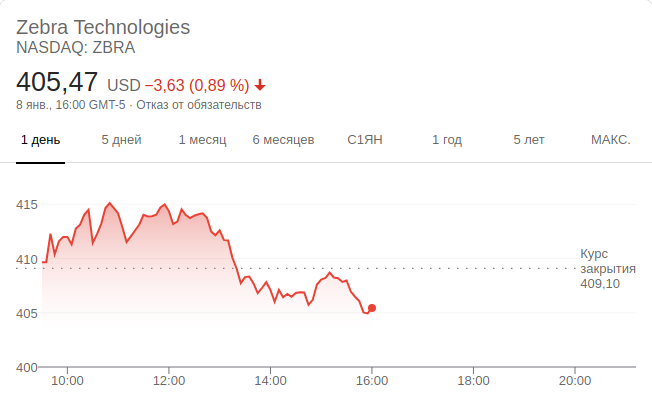 Zebra Technologies
NASDAQ: ZBRA
405,47 USD −3,63 (0,89 %)
8 янв., 16:00 GMT-5 · Отказ от обязательств
1 день 5 дней 1 месяц 6 месяцев С1ЯН 1 год 5 лет МАКС.
415
410
405
400
Курс
закрытия
409,10
10:00 12:00 14:00 16:00 18:00 20:00